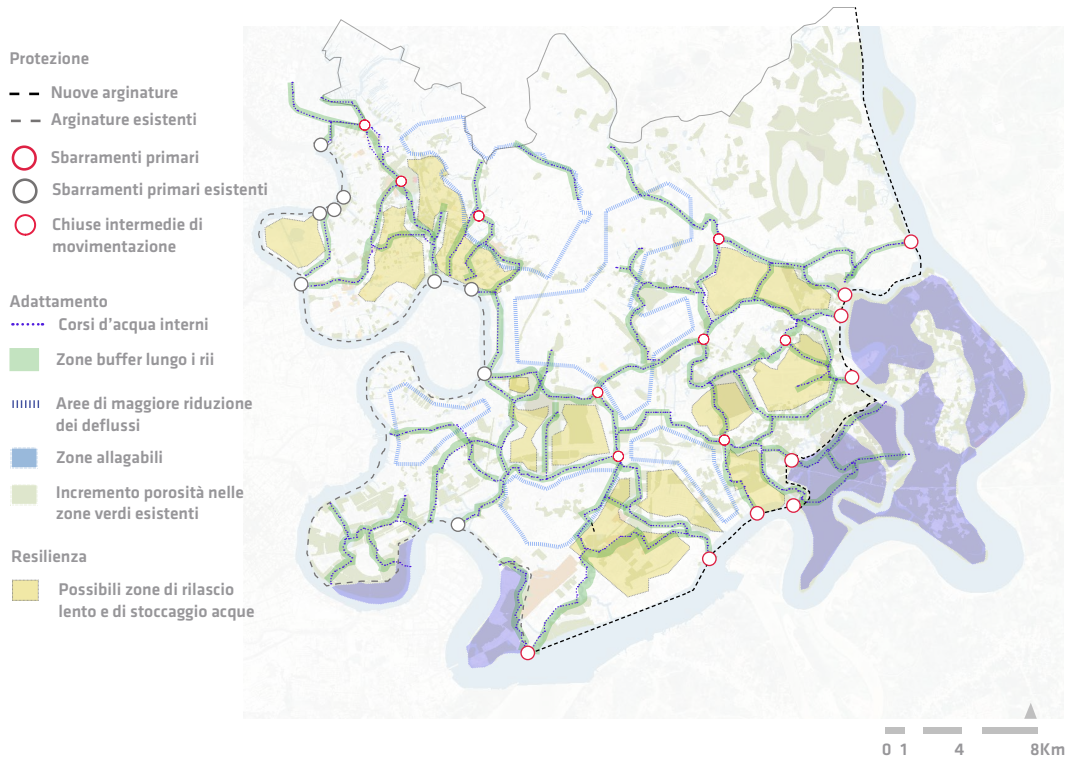 Protezione
Nuove arginature
Arginature esistenti
Sbarramenti primari
Sbarramenti primari esistenti
Chiuse intermedie di
movimentazione
Adattamento
Corsi d'acqua interni
Zone buffer lungo i rii
Aree di maggiore riduzione
dei deflussi
Zone allagabili
Incremento porosità nelle
zone verdi esistenti
Resilienza
Possibili zone di rilascio
lento e di stoccaggio acque
0 1 4 8Km